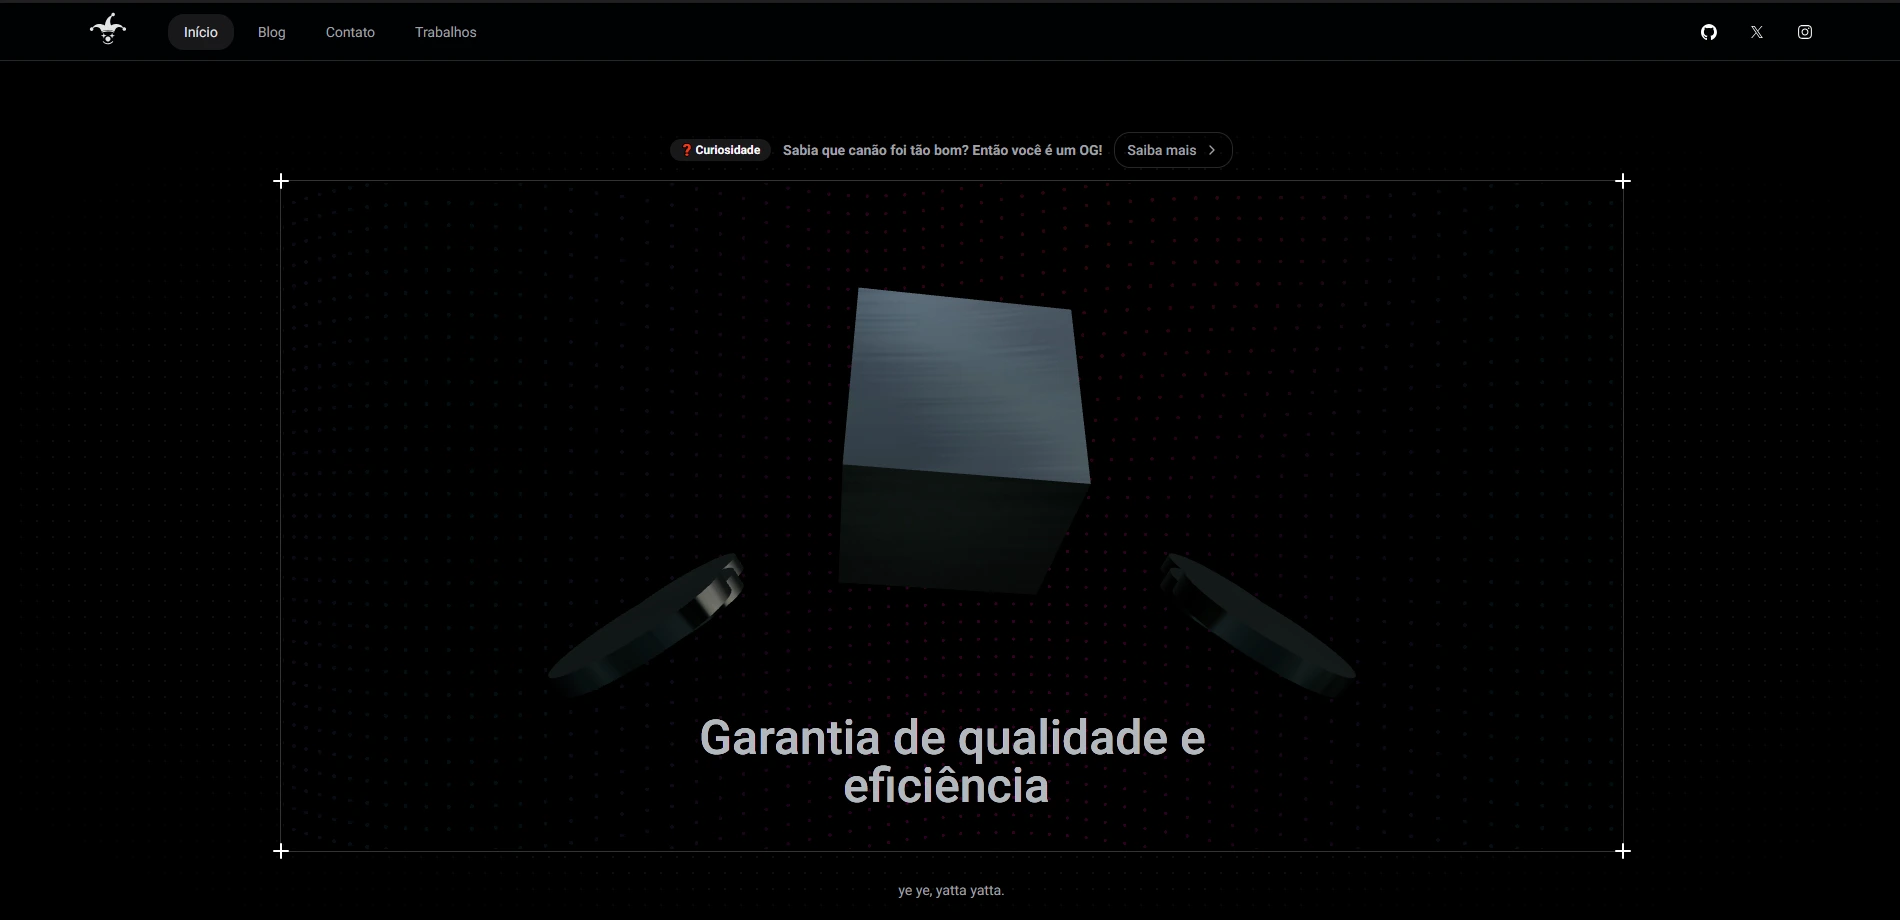 Início
Blog
Contato
Trabalhos
❓Curiosidade
Sabia que canão foi tão bom? Então você é um OG!
Saiba mais
Garantia de qualidade e
eficiência
ye ye, yatta yatta.